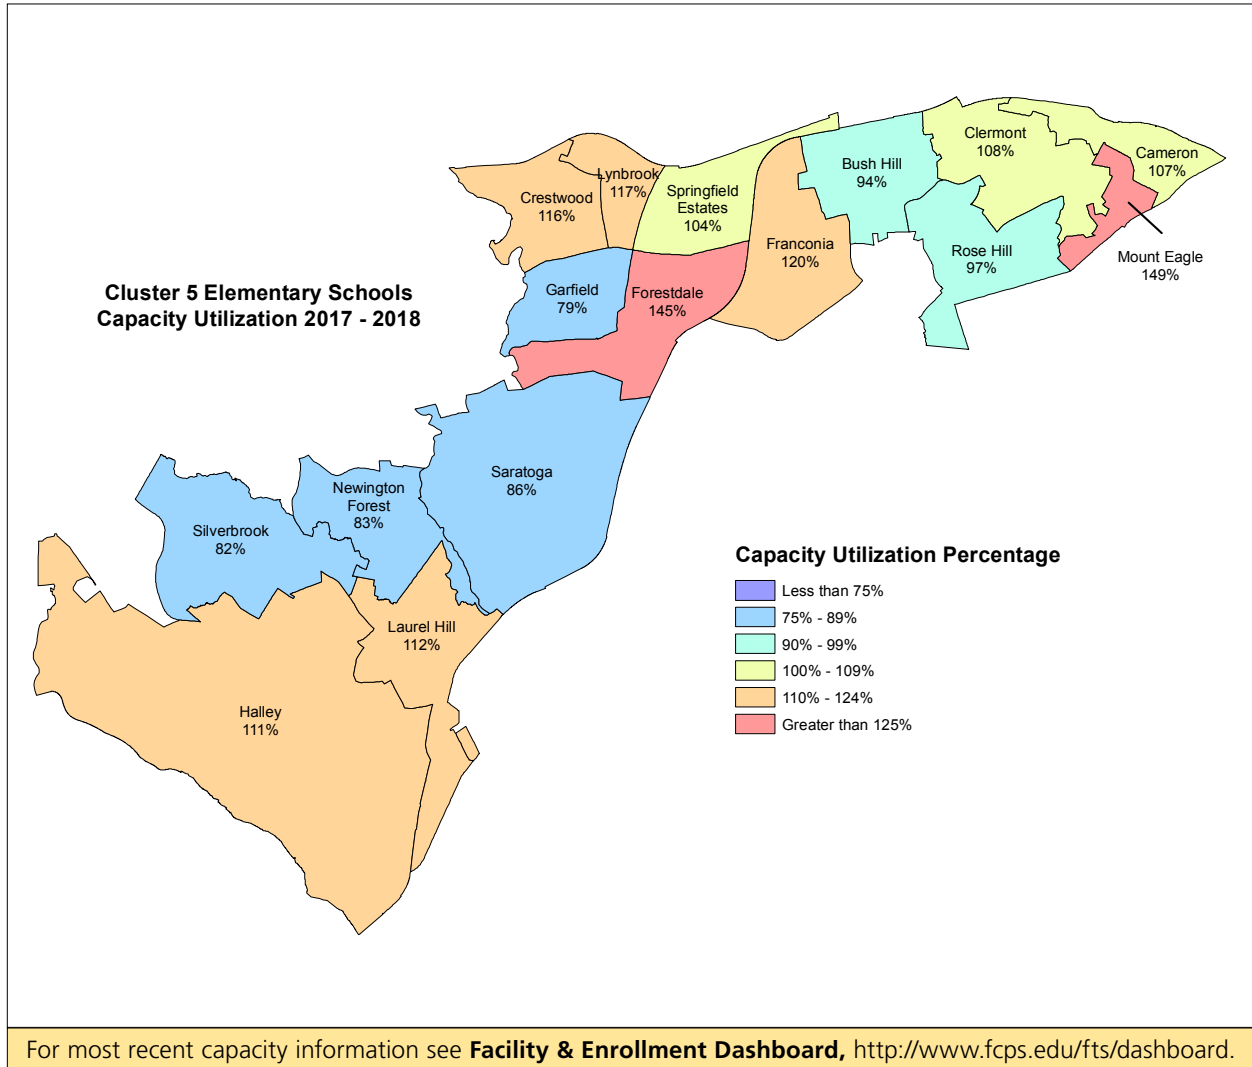 Clermont
108%
Cameron
107%
Bush Hill
94%
Lynbrook
117%
Crestwood
116%
Springfield
Estates
104%
Franconia
120%
Rose Hill
97%
Mount Eagle
149%
Cluster 5 Elementary Schools
Capacity Utilization 2017 - 2018
Garfield
79%
Forestdale
145%
Saratoga
86%
Newington
Forest
83%
Silverbrook
82%
Laurel Hill
112%
Halley
111%
Capacity Utilization Percentage
Less than 75%
75% - 89%
90% - 99%
100% - 109%
110% - 124%
Greater than 125%
For most recent capacity information see Facility & Enrollment Dashboard, http://www.fcps.edu/fts/dashboard.